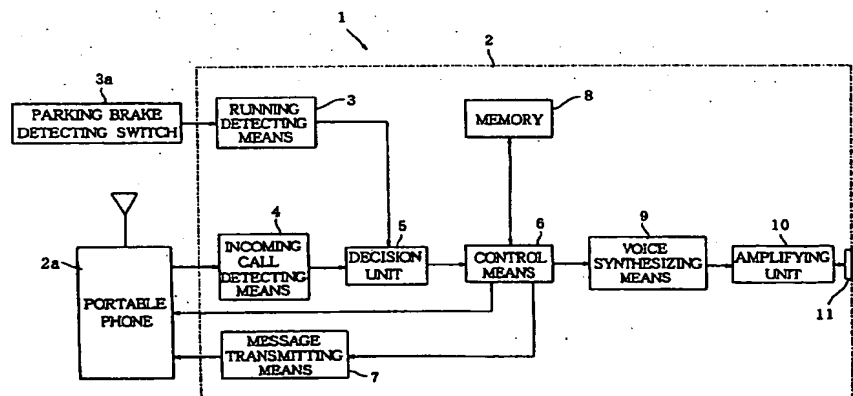 1
2
3a
PARKING BRAKE
DETECTING SWITCH
3
RUNNING
DETECTING
MEANS
8
MEMORY
4
INCOMING
CALL
DETECTING
MEANS
5
DECISION
UNIT
6
CONTROL
MEANS
9
VOICE
SYNTHESIZING
MEANS
10
AMPLIFYING
UNIT
11
2a
PORTABLE
PHONE
MESSAGE
TRANSMITTING
MEANS
7